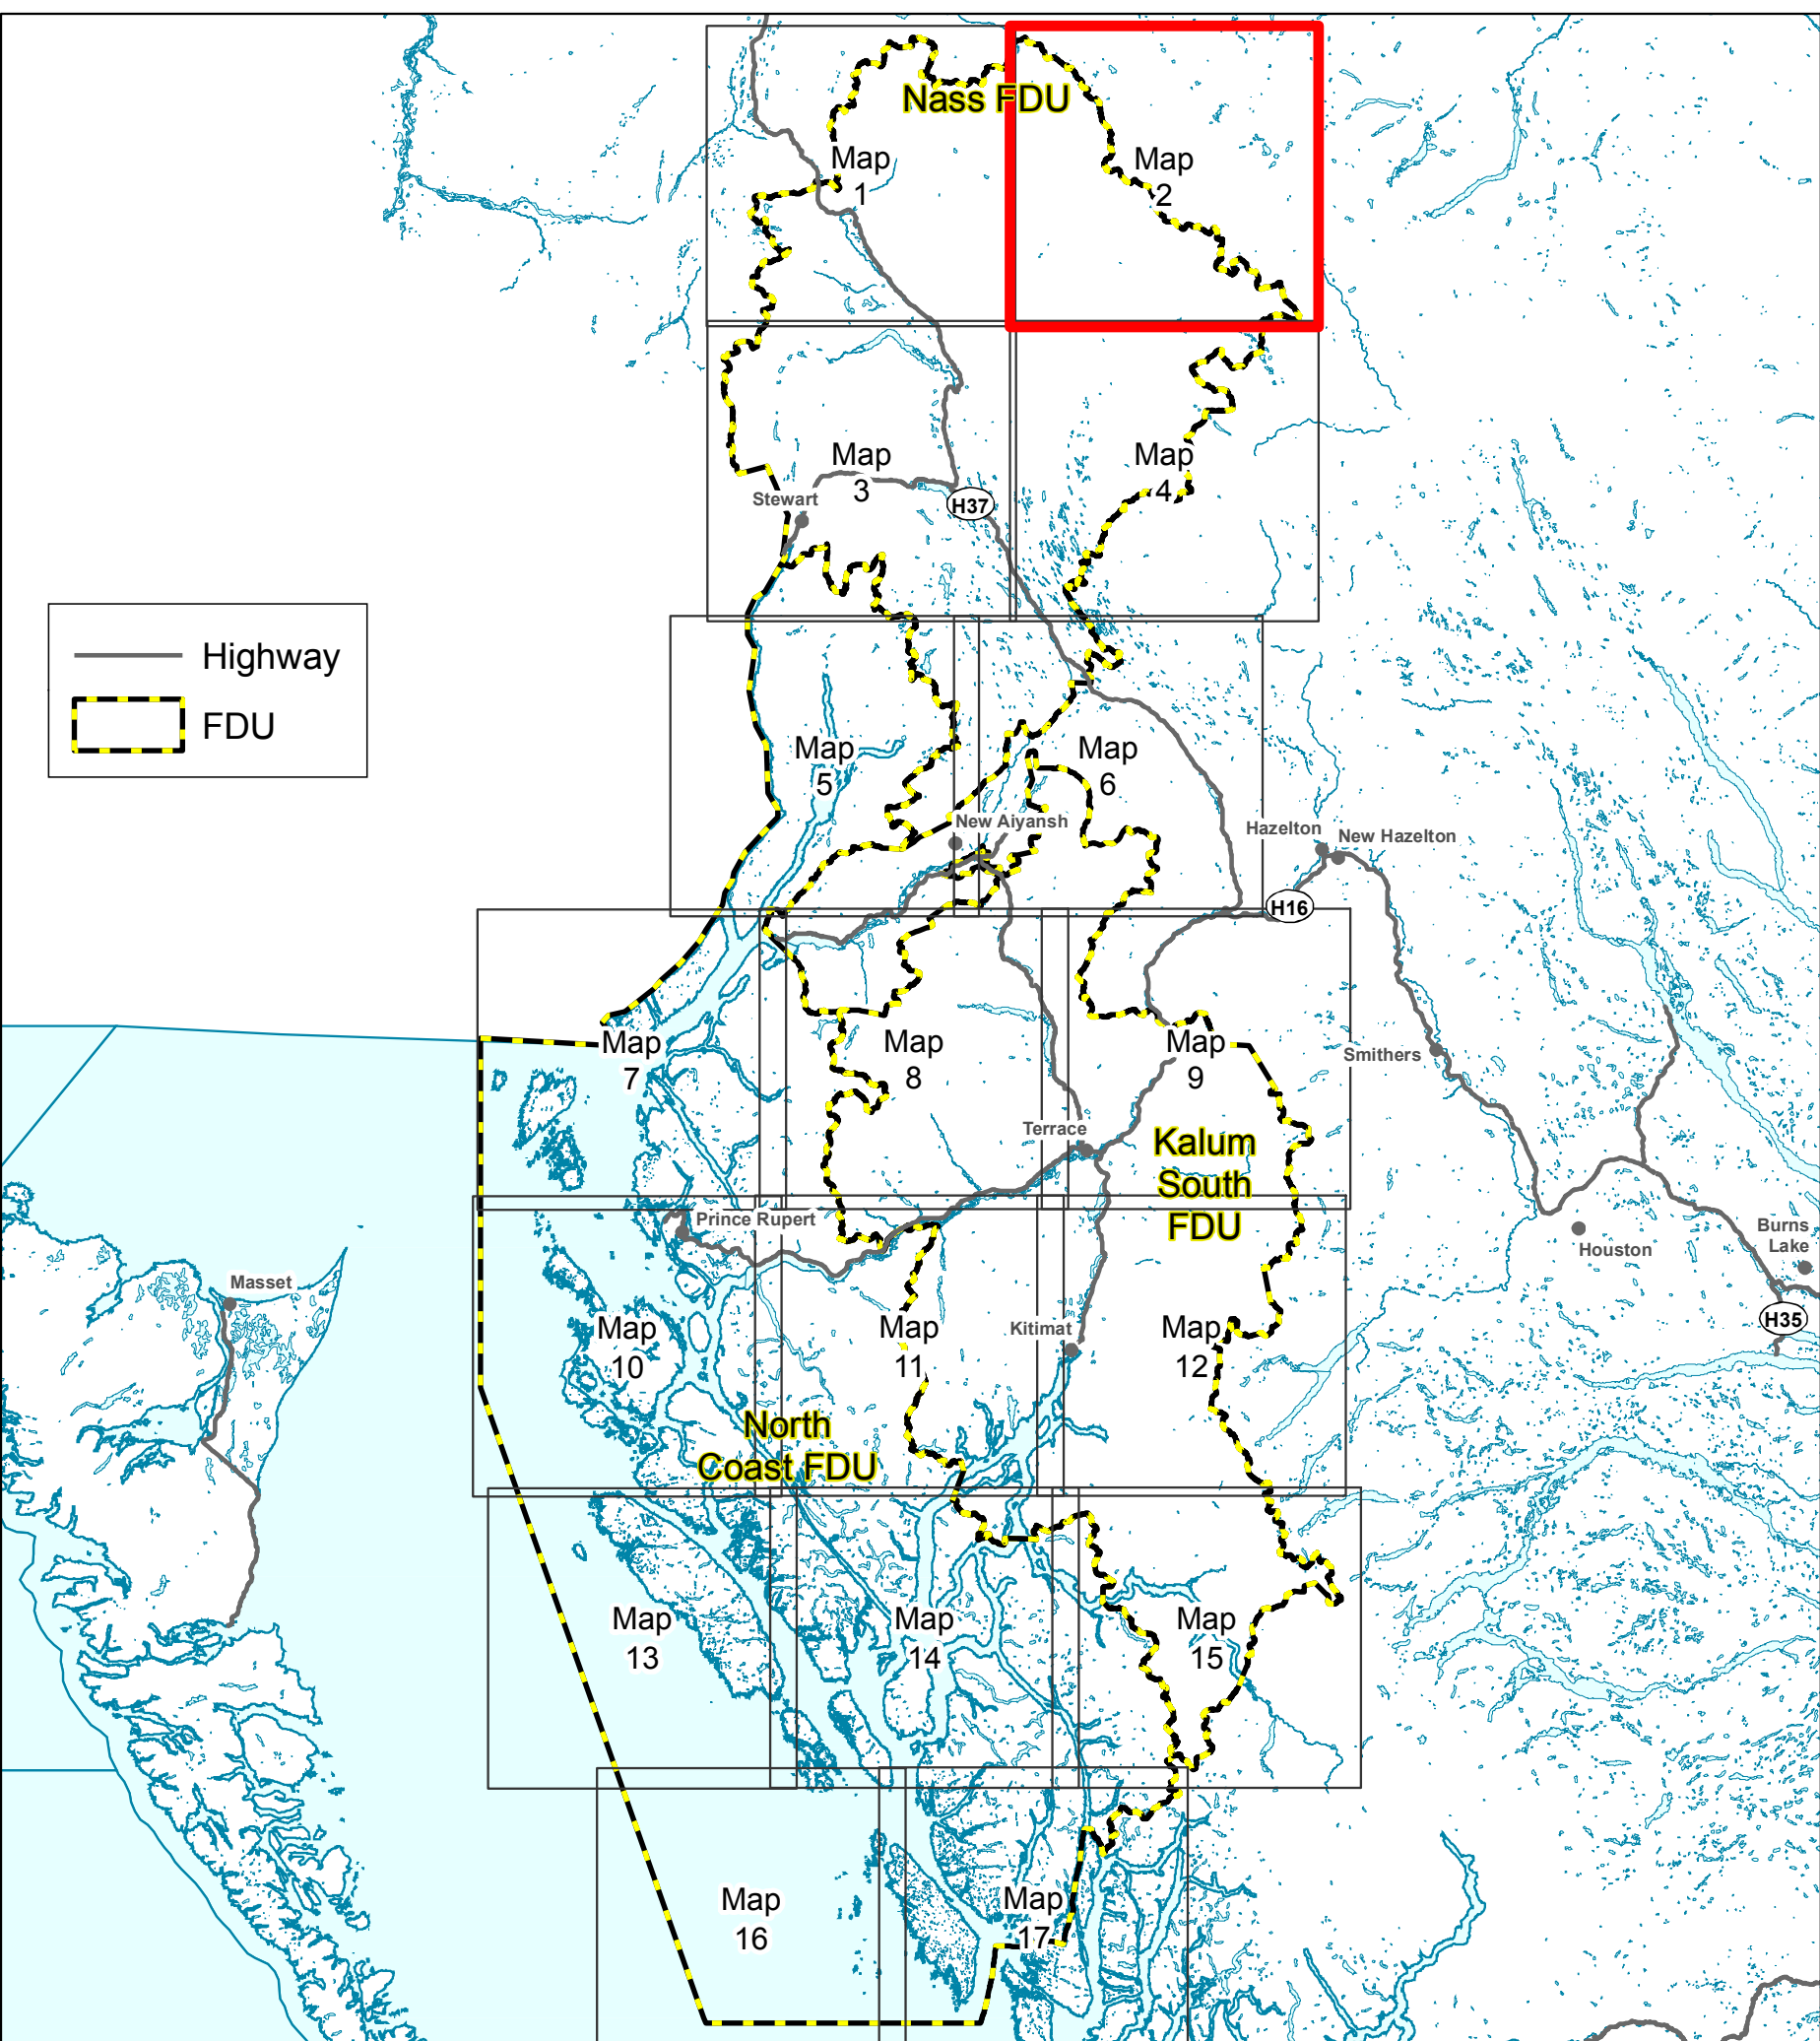 Nass FDU
Map
1
Map
2
Map
3
Stewart
H37
Map
4
Highway
FDU
Map
5
Map
6
New Aiyansh
Hazelton
New Hazelton
H16
Map
7
Map
8
Map
9
Smithers
Terrace
Kalum
South
FDU
Prince Rupert
Houston
Burns
Lake
Masset
H35
Map
10
Map
11
Kitimat
Map
12
North
Coast FDU
Map
13
Map
14
Map
15
Map
16
Map
17